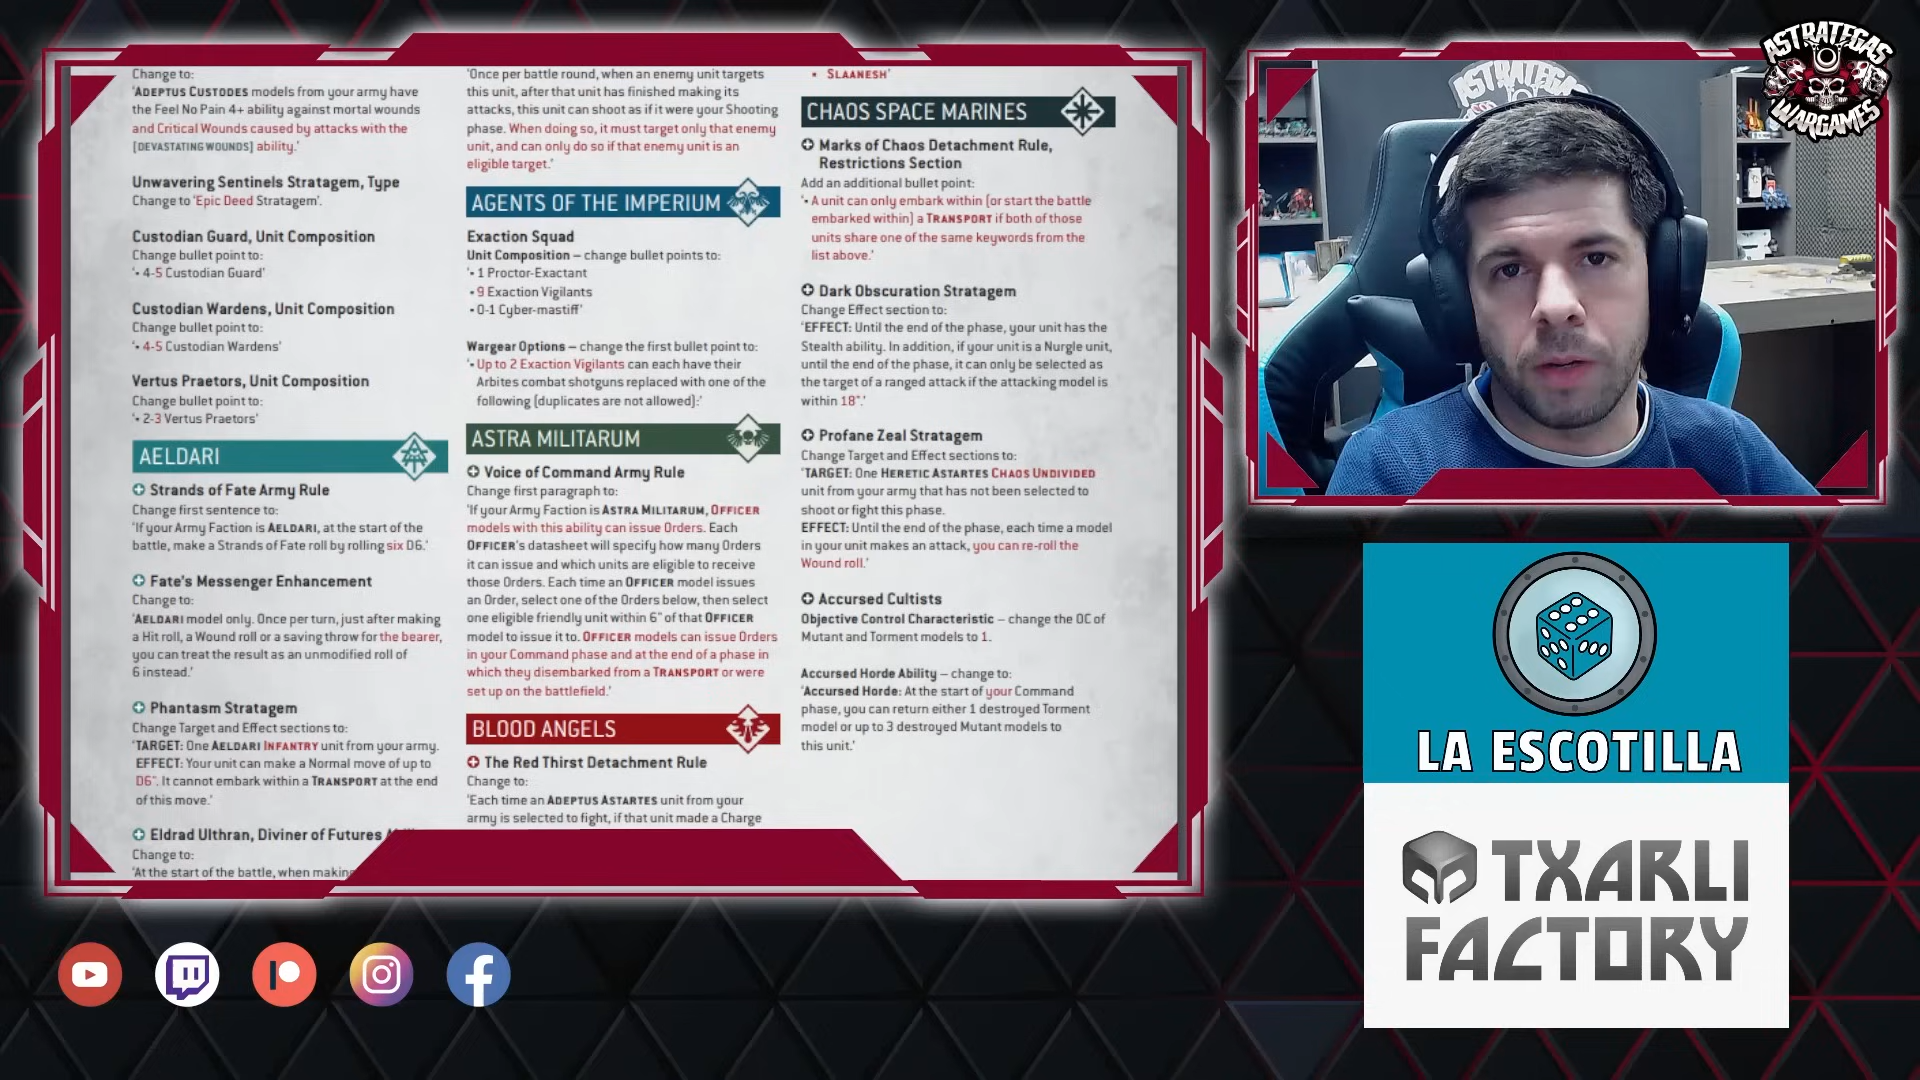 Change to:
'ADEPTUS CUSTODES models from your army have
the Feel No Pain 4+ ability against mortal wounds
and Critical Wounds caused by attacks with the
[DEVASTATING WOUNDS] ability.'
Unwavering Sentinels Stratagem, Type
Change to 'Epic Deed Stratagem'.
Custodian Guard, Unit Composition
Change bullet point to:
'• 4-5 Custodian Guard'
Custodian Wardens, Unit Composition
Change bullet point to:
'• 4-5 Custodian Wardens'
Vertus Praetors, Unit Composition
Change bullet point to:
'• 2-3 Vertus Praetors'
AELDARI
Strands of Fate Army Rule
Change first sentence to:
'If your Army Faction is AELDARI, at the start of the
battle, make a Strands of Fate roll by rolling six D6.'
Fate's Messenger Enhancement
Change to:
'AELDARI model only. Once per turn, just after making
a Hit roll, a Wound roll or a saving throw for the bearer,
you can treat the result as an unmodified roll of
6 instead.'
Phantasm Stratagem
Change Target and Effect sections to:
'TARGET: One AELDARI INFANTRY unit from your army.
EFFECT: Your unit can make a Normal move of up to
D6". It cannot embark within a TRANSPORT at the end
of this move.'
Eldrad Ulthran, Diviner of Futures
Change to:
'At the start of the battle, when making
'Once per battle round, when an enemy unit targets
this unit, after that unit has finished making its
attacks, this unit can shoot as if it were your Shooting
phase. When doing so, it must target only that enemy
unit, and can only do so if that enemy unit is an
eligible target.'
AGENTS OF THE IMPERIUM
Exaction Squad
Unit Composition – change bullet points to:
'• 1 Proctor-Exactant
• 9 Exaction Vigilants
• 0-1 Cyber-mastiff'
Wargear Options – change the first bullet point to:
'• Up to 2 Exaction Vigilants can each have their
Arbites combat shotguns replaced with one of the
following (duplicates are not allowed):'
ASTRA MILITARUM
Voice of Command Army Rule
Change first paragraph to:
'If your Army Faction is ASTRA MILITARUM, OFFICER
models with this ability can issue Orders. Each
OFFICER's datasheet will specify how many Orders
it can issue and which units are eligible to receive
those Orders. Each time an OFFICER model issues
an Order, select one of the Orders below, then select
one eligible friendly unit within 6" of that OFFICER
model to issue it to. OFFICER models can issue Orders
in your Command phase and at the end of a phase in
which they disembarked from a TRANSPORT or were
set up on the battlefield.'
BLOOD ANGELS
The Red Thirst Detachment Rule
Change to:
'Each time an ADEPTUS ASTARTES unit from your
army is selected to fight, if that unit made a Charge
• SLAANESH'
CHAOS SPACE MARINES
Marks of Chaos Detachment Rule,
Restrictions Section
Add an additional bullet point:
'• A unit can only embark within (or start the battle
embarked within) a TRANSPORT if both of those
units share one of the same keywords from the
list above.'
Dark Obscuration Stratagem
Change Effect section to:
'EFFECT: Until the end of the phase, your unit has the
Stealth ability. In addition, if your unit is a Nurgle unit,
until the end of the phase, it can only be selected as
the target of a ranged attack if the attacking model is
within 18".'
Profane Zeal Stratagem
Change Target and Effect sections to:
'TARGET: One HERETIC ASTARTES CHAOS UNDIVIDED
unit from your army that has not been selected to
shoot or fight this phase.
EFFECT: Until the end of the phase, each time a model
in your unit makes an attack, you can re-roll the
Wound roll.'
Accursed Cultists
Objective Control Characteristic – change the OC of
Mutant and Torment models to 1.
Accursed Horde Ability – change to:
'Accursed Horde: At the start of your Command
phase, you can return either 1 destroyed Torment
model or up to 3 destroyed Mutant models to
this unit.'
ASTRATEGAS
WARGAMES
LA ESCOTILLA
TXARLI
FACTORY